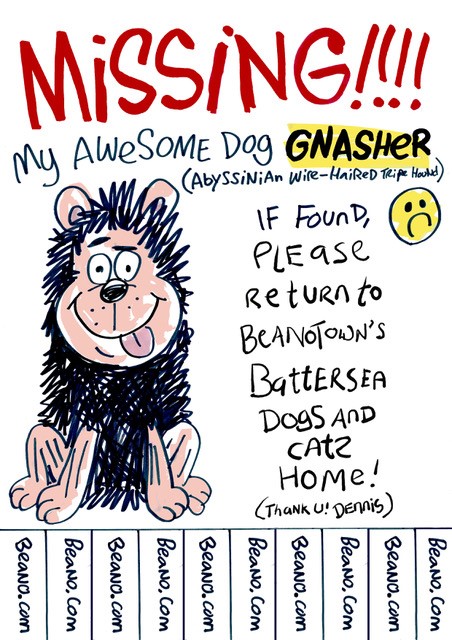 MiSSiNG!!!!
My AWeSOME DOG GNASHeR
(AbySSiNiAn Wire-HaiRed Tripe Hound)
IF FounD,
PLEASe
ReturN to
BEANOTOWN'S
BatteRSEA
DOGS AND
CATZ
HOME!
(Thank U! Dennis)
Beano.com
Beano.com
Beano.com
Beano.com
Beano.com
Beano.com
Beano.com
Beano.com
Beano.com
Beano.com